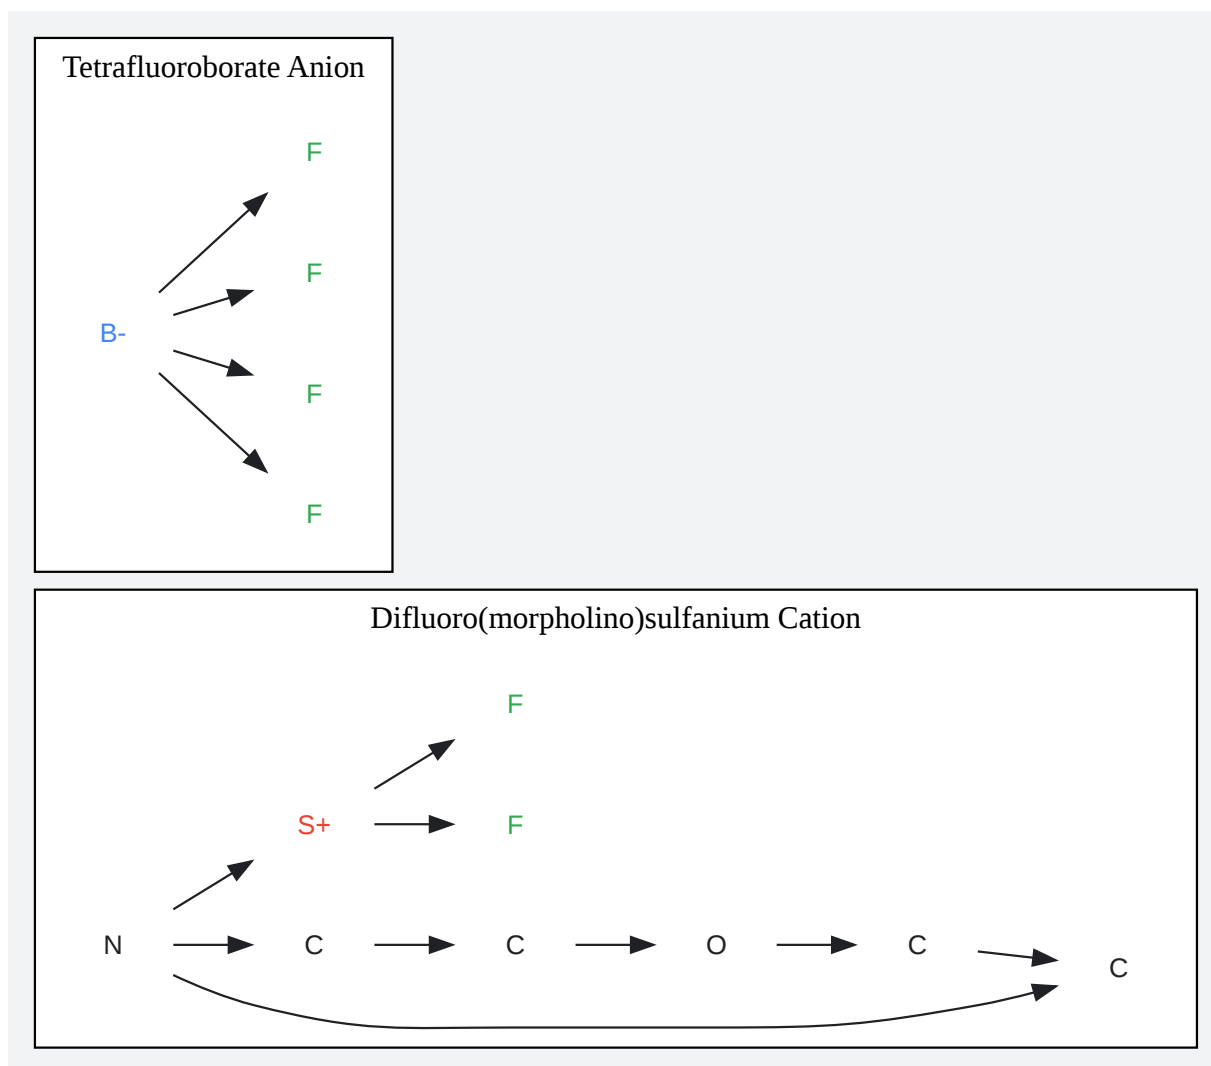 Tetrafluoroborate Anion
F
F
B-
F
F
Difluoro(morpholino)sulfanium Cation
F
S+ F
N C C O C C